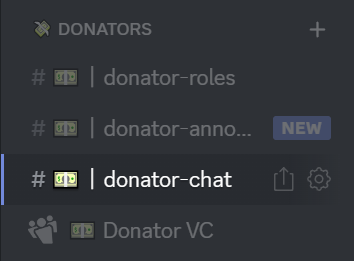 💸 DONATORS
# 💵 | donator-roles
# 💵 | donator-anno... NEW
# 💵 | donator-chat
💵 Donator VC